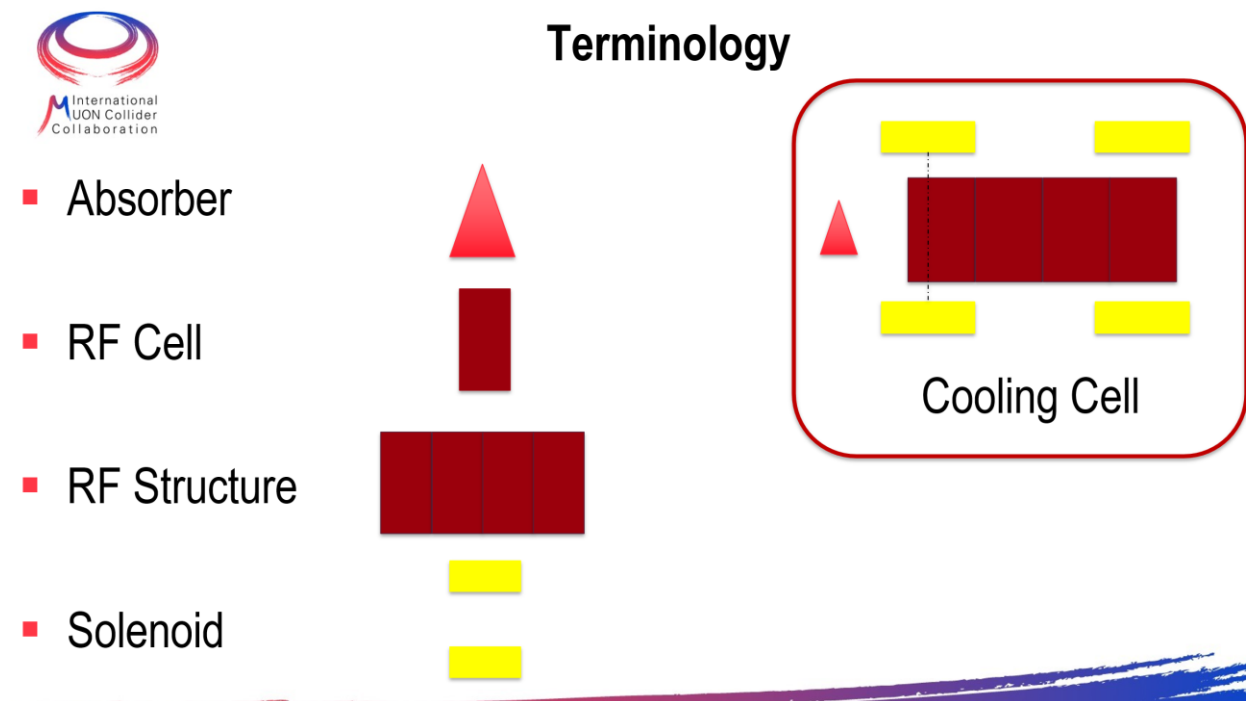 Terminology
International
MUON Collider
Collaboration
Absorber
RF Cell
RF Structure
Solenoid
Cooling Cell